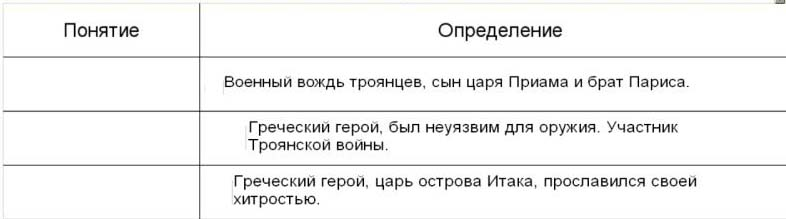 Понятие Определение
Военный вождь троянцев, сын царя Приама и брат Париса.
Греческий герой, был неуязвим для оружия. Участник
Троянской войны.
Греческий герой, царь острова Итака, прославился своей
хитростью.